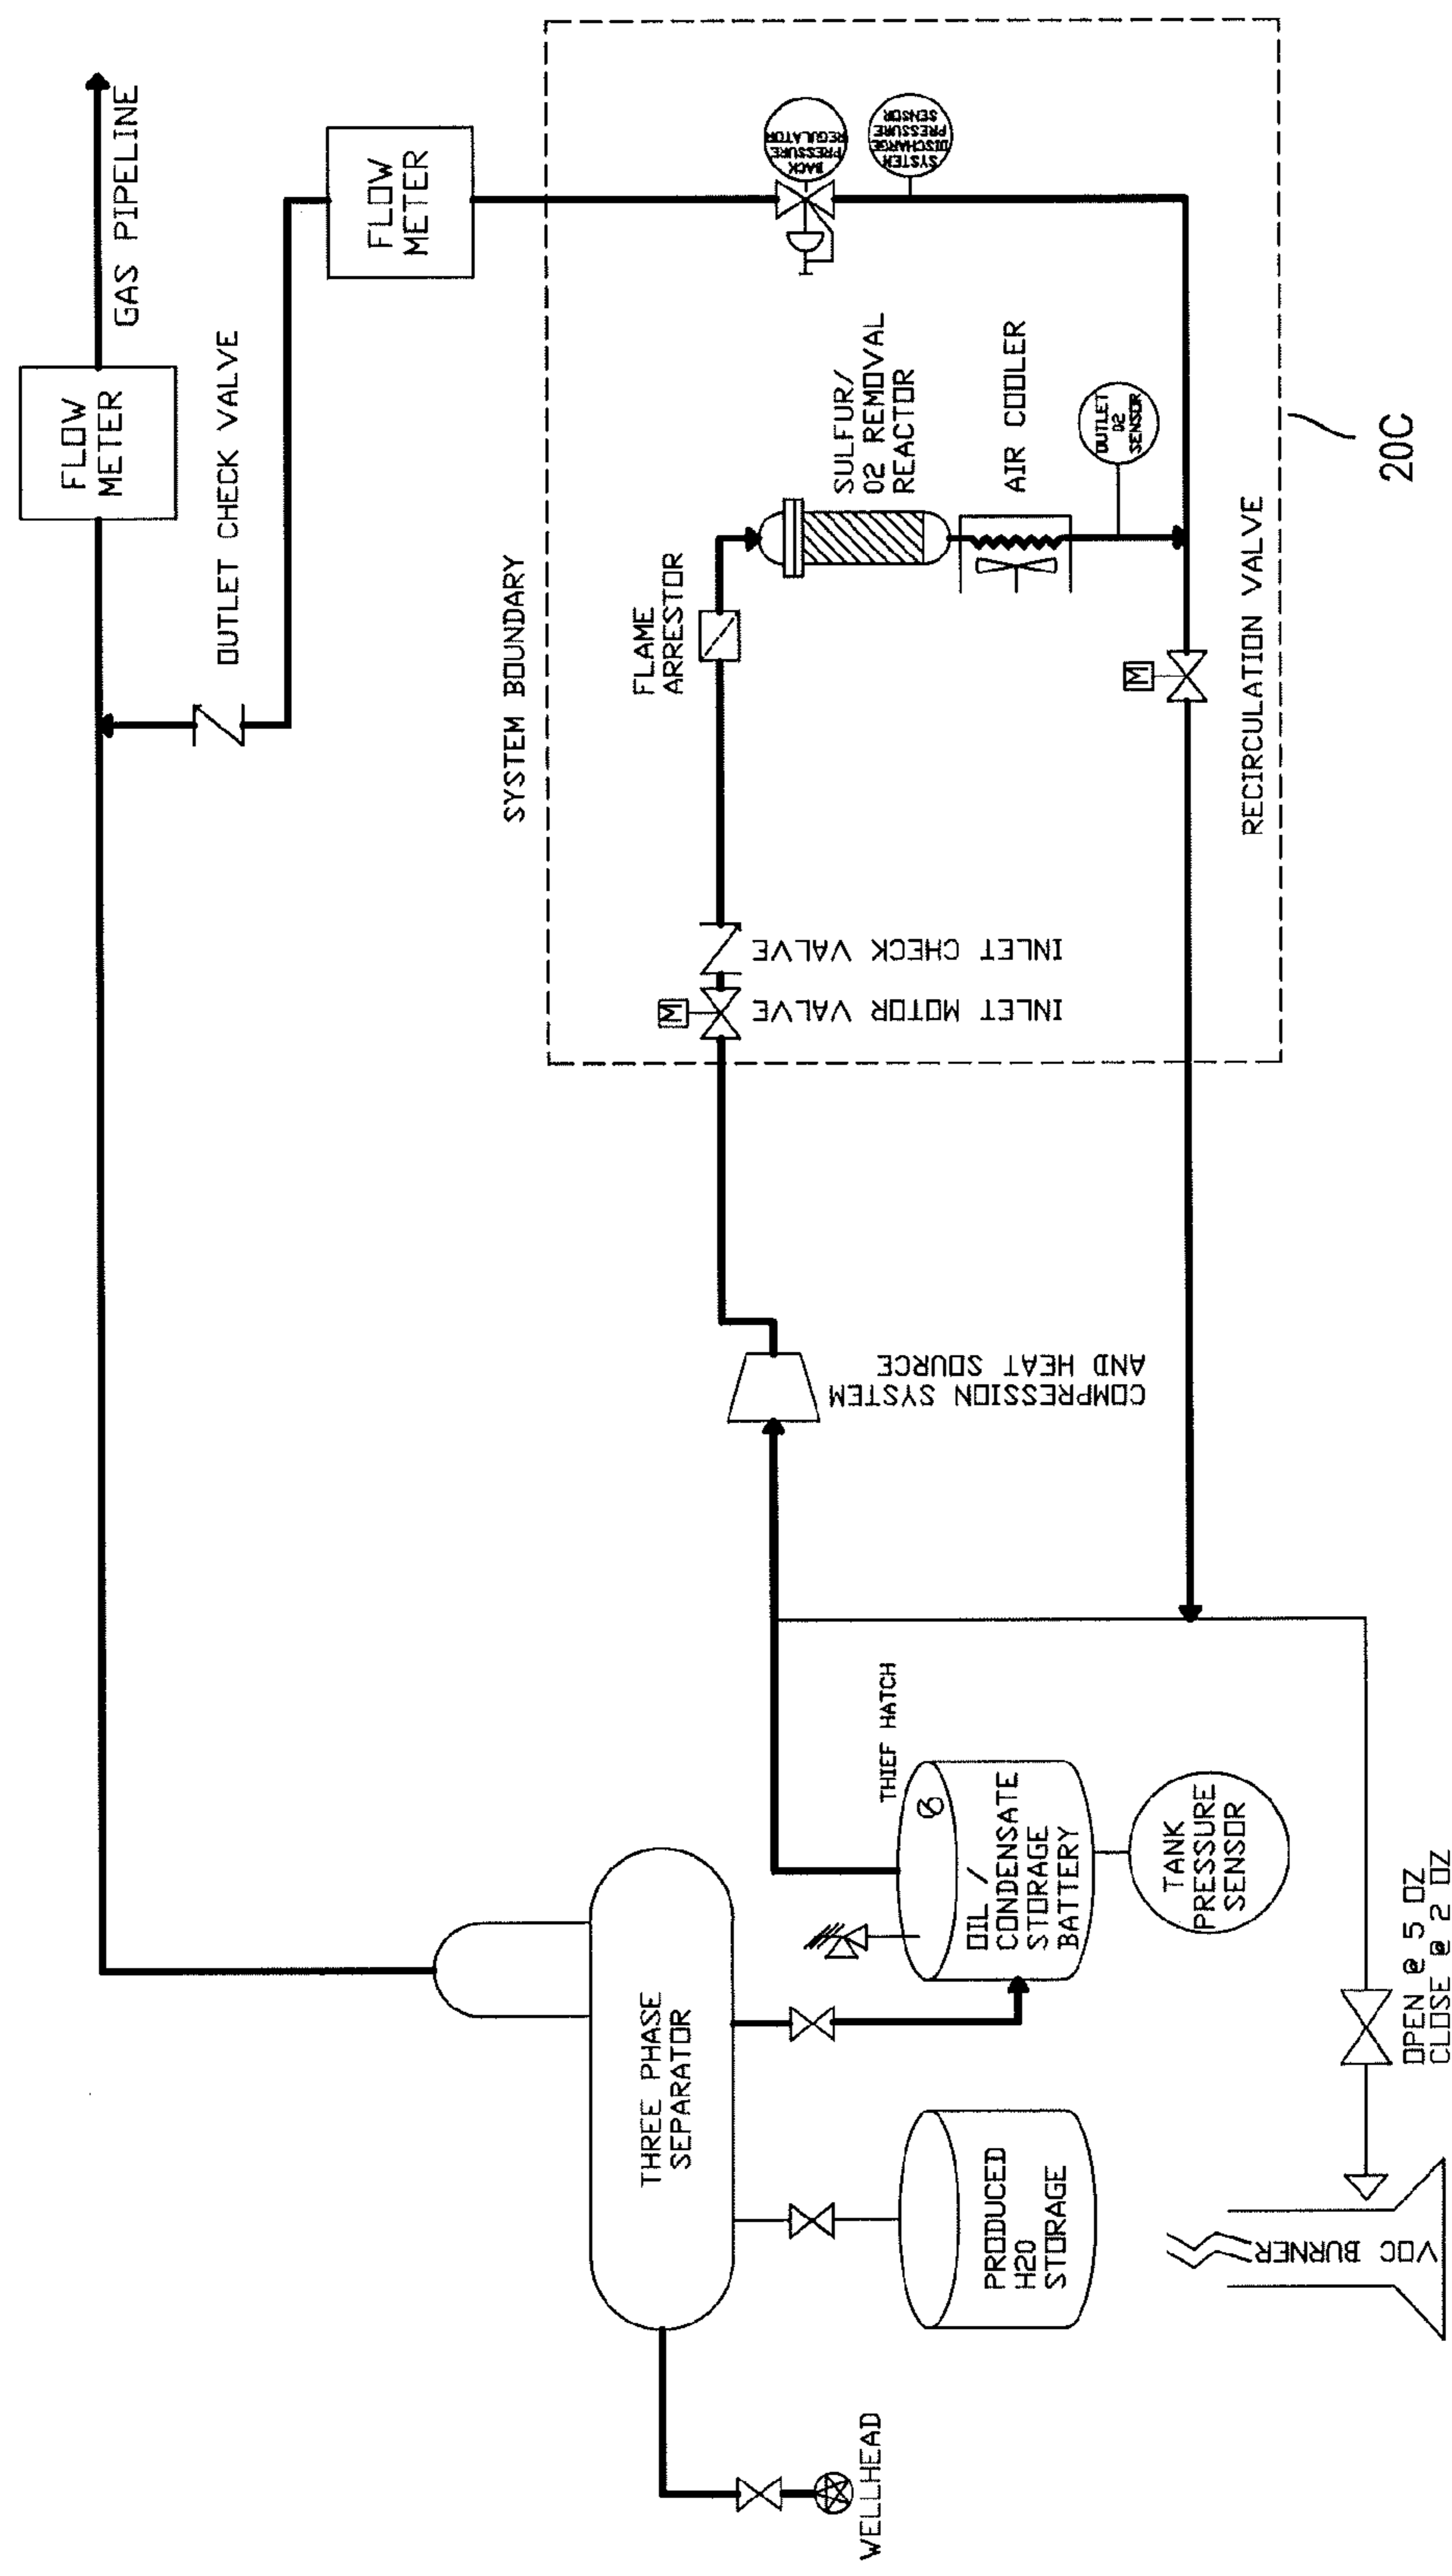 GAS PIPELINE
FLOW
METER
OUTLET CHECK VALVE
FLOW
METER
SYSTEM BOUNDARY
BACK
PRESSURE
REGULATOR
SYSTEM
DISCHARGE
PRESSURE
SENSOR
SULFUR/
O2 REMOVAL
REACTOR
AIR COOLER
OUTLET
O2
SENSOR
FLAME
ARRESTOR
INLET CHECK VALVE
M
INLET MOTOR VALVE
M
RECIRCULATION VALVE
20C
COMPRESSION SYSTEM
AND HEAT SOURCE
THREE PHASE
SEPARATOR
THIEF HATCH
OIL/
CONDENSATE
STORAGE
BATTERY
TANK
PRESSURE
SENSOR
PRODUCED
H2O
STORAGE
OPEN @ 5 OZ
CLOSE @ 2 OZ
VOC BURNER
WELLHEAD